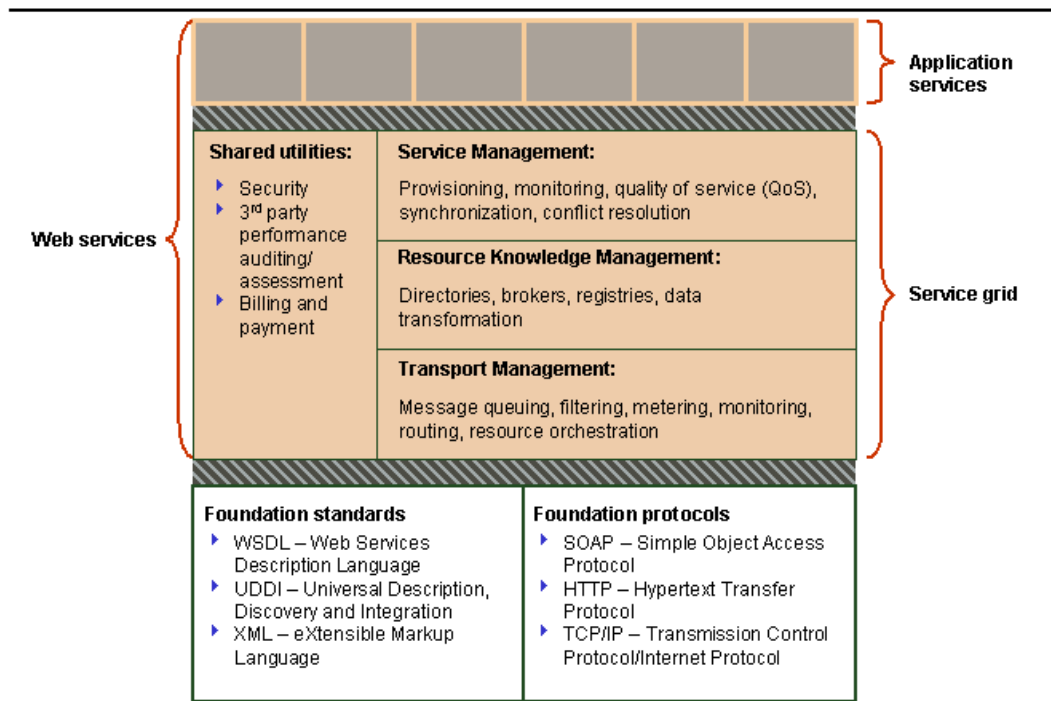 Application
services
Shared utilities:
Security
3rd party
performance
auditing/
assessment
Billing and
payment
Service Management:
Provisioning, monitoring, quality of service (QoS),
synchronization, conflict resolution
Web services
Resource Knowledge Management:
Directories, brokers, registries, data
transformation
Service grid
Transport Management:
Message queuing, filtering, metering, monitoring,
routing, resource orchestration
Foundation standards
WSDL – Web Services
Description Language
UDDI – Universal Description,
Discovery and Integration
XML – eXtensible Markup
Language
Foundation protocols
SOAP – Simple Object Access
Protocol
HTTP – Hypertext Transfer
Protocol
TCP/IP – Transmission Control
Protocol/Internet Protocol